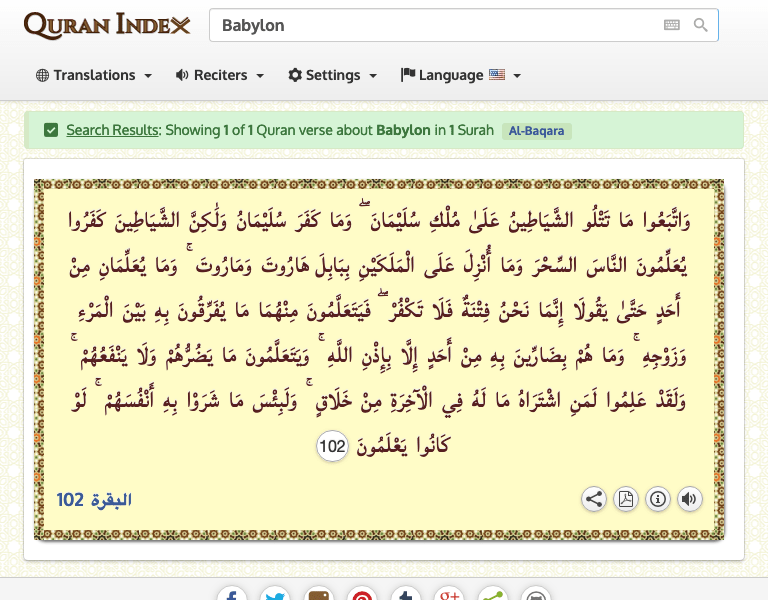 QURAN INDEX
Babylon
Translations
Reciters
Settings
Language
Search Results: Showing 1 of 1 Quran verse about Babylon in 1 Surah Al-Baqara
وَاتَّبَعُوا مَا تَتْلُو الشَّيَاطِينُ عَلَىٰ مُلْكِ سُلَيْمَانَ ۖ وَمَا كَفَرَ سُلَيْمَانُ وَلَٰكِنَّ الشَّيَاطِينَ كَفَرُوا
يُعَلِّمُونَ النَّاسَ السِّحْرَ وَمَا أُنْزِلَ عَلَى الْمَلَكَيْنِ بِبَابِلَ هَارُوتَ وَمَارُوتَ ۚ وَمَا يُعَلِّمَانِ مِنْ
أَحَدٍ حَتَّىٰ يَقُولَا إِنَّمَا نَحْنُ فِتْنَةٌ فَلَا تَكْفُرْ ۖ فَيَتَعَلَّمُونَ مِنْهُمَا مَا يُفَرِّقُونَ بِهِ بَيْنَ الْمَرْءِ
وَزَوْجِهِ ۚ وَمَا هُمْ بِضَارِّينَ بِهِ مِنْ أَحَدٍ إِلَّا بِإِذْنِ اللَّهِ ۚ وَيَتَعَلَّمُونَ مَا يَضُرُّهُمْ وَلَا يَنْفَعُهُمْ ۚ
وَلَقَدْ عَلِمُوا لَمَنِ اشْتَرَاهُ مَا لَهُ فِي الْآخِرَةِ مِنْ خَلَاقٍ ۚ وَلَبِئْسَ مَا شَرَوْا بِهِ أَنْفُسَهُمْ ۚ لَوْ
كَانُوا يَعْلَمُونَ 102
البقرة 102